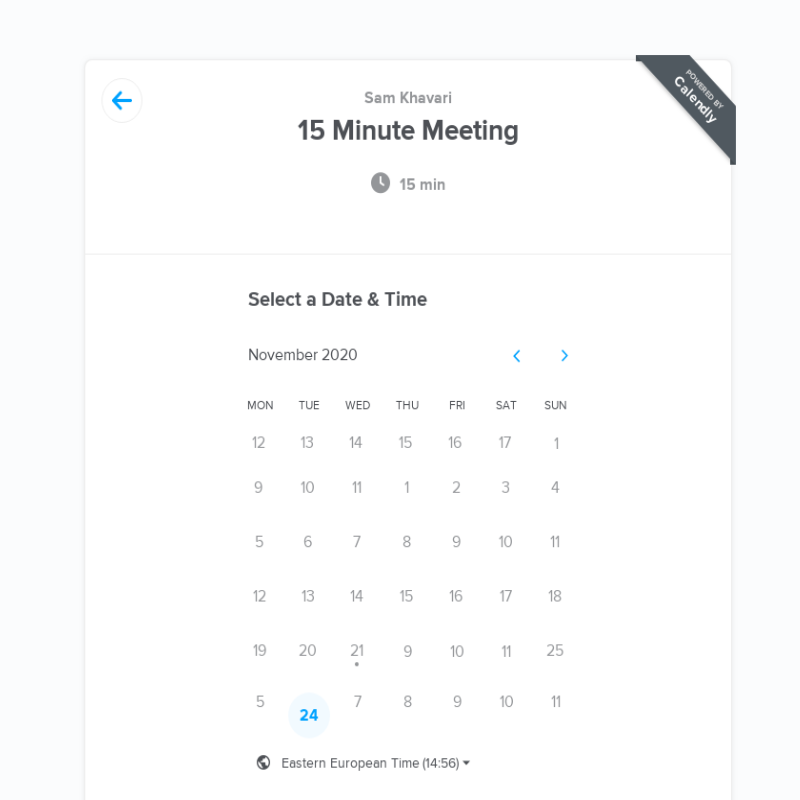 POWERED BY
Calendly
Sam Khavari
15 Minute Meeting
15 min
Select a Date & Time
November 2020
MON TUE WED THU FRI SAT SUN
12 13 14 15 16 17 1
9 10 11 1 2 3 4
5 6 7 8 9 10 11
12 13 14 15 16 17 18
19 20 21 9 10 11 25
5 24 7 8 9 10 11
Eastern European Time (14:56)